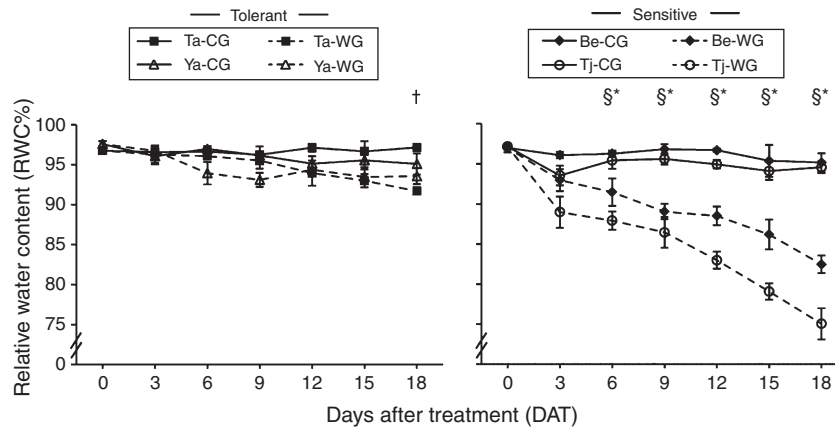 Tolerant
Ta-CG Ta-WG
Ya-CG Ya-WG
†
Sensitive
Be-CG Be-WG
Tj-CG Tj-WG
§* §* §* §* §*
Relative water content (RWC%)
100
95
90
85
80
75
0
0 3 6 9 12 15 18
0 3 6 9 12 15 18
Days after treatment (DAT)